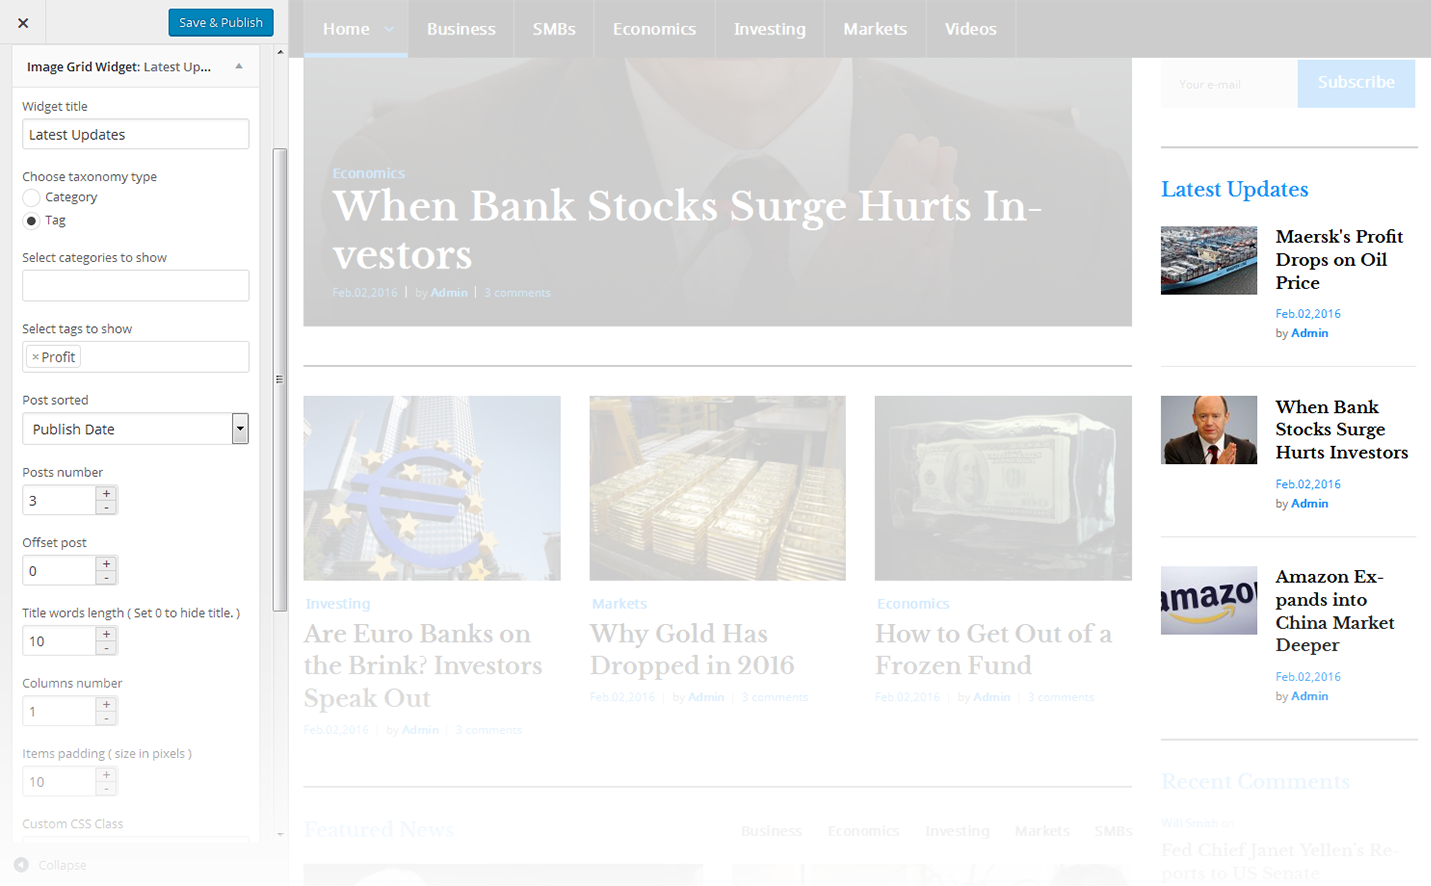 ×
Save & Publish
Image Grid Widget: Latest Up...
Widget title
Latest Updates
Choose taxonomy type
Category
Tag
Select categories to show
Select tags to show
× Profit
Post sorted
Publish Date
Posts number
3
+
-
Offset post
0
+
-
Title words length ( Set 0 to hide title. )
10
+
-
Columns number
1
+
-
Items padding ( size in pixels )
10
+
-
Custom CSS Class
Collapse
Home Business SMBs Economics Investing Markets Videos
Economics
When Bank Stocks Surge Hurts In-
vestors
Feb.02,2016 | by Admin | 3 comments
Investing
Are Euro Banks on
the Brink? Investors
Speak Out
Feb.02,2016 | by Admin | 3 comments
Markets
Why Gold Has
Dropped in 2016
Feb.02,2016 | by Admin | 3 comments
Economics
How to Get Out of a
Frozen Fund
Feb.02,2016 | by Admin | 3 comments
Featured News
Business Economics Investing Markets SMBs
Your e-mail
Subscribe
Latest Updates
Maersk's Profit
Drops on Oil
Price
Feb.02,2016
by Admin
When Bank
Stocks Surge
Hurts Investors
Feb.02,2016
by Admin
amazon
Amazon Ex-
pands into
China Market
Deeper
Feb.02,2016
by Admin
Recent Comments
Will Smith on
Fed Chief Janet Yellen's Re-
ports to US Senate